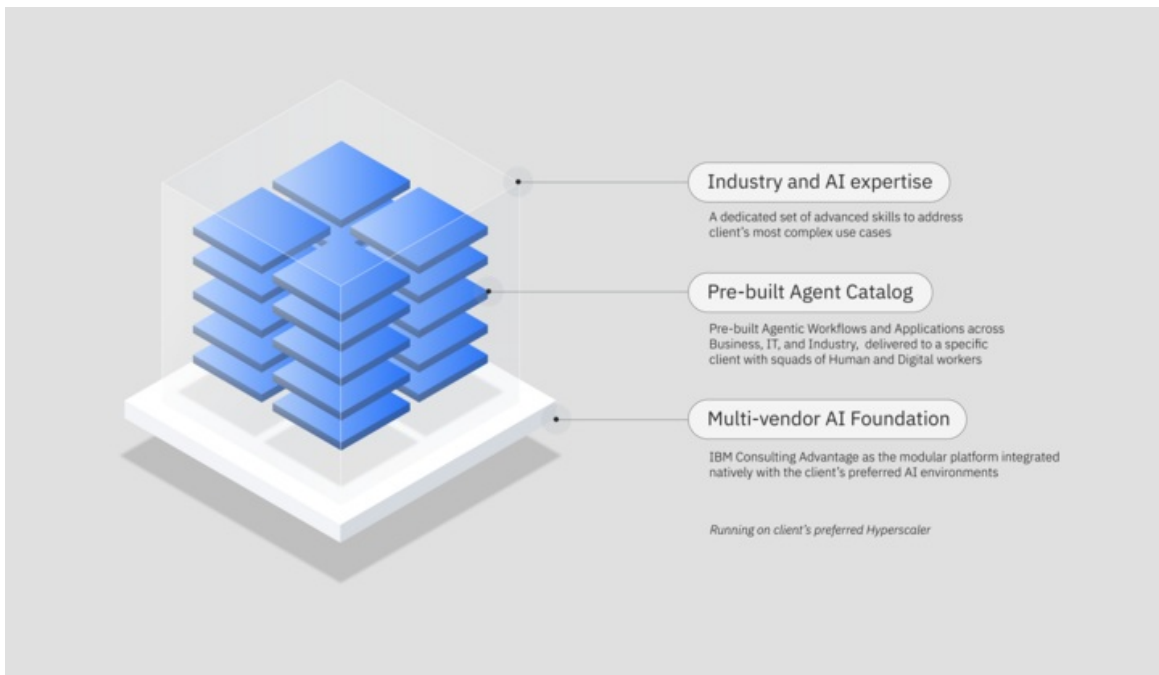 Industry and AI expertise
A dedicated set of advanced skills to address
client's most complex use cases
Pre-built Agent Catalog
Pre-built Agentic Workflows and Applications across
Business, IT, and Industry, delivered to a specific
client with squads of Human and Digital workers
Multi-vendor AI Foundation
IBM Consulting Advantage as the modular platform integrated
natively with the client's preferred AI environments
Running on client's preferred Hyperscaler